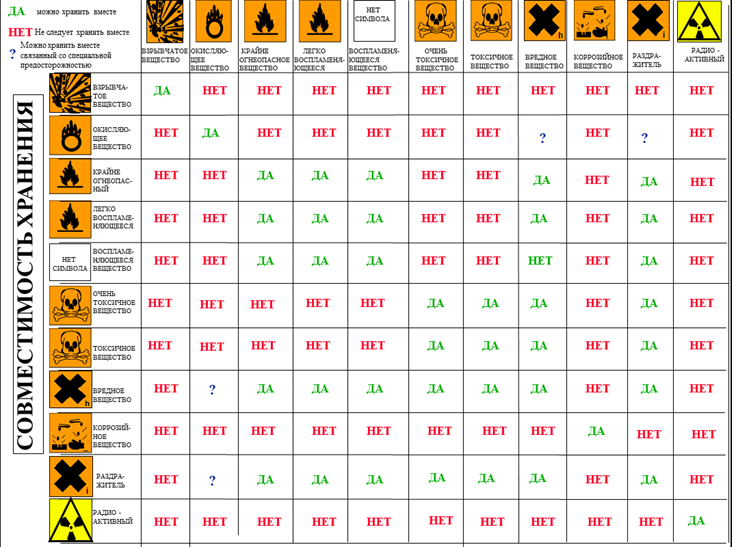 ДА можно хранить вместе
НЕТ Не следует хранить вместе
? Можно хранить вместе
связанный со специальной
предосторожностью
ВЗРЫВЧАТОЕ
ВЕЩЕСТВО
ОКИСЛЯЮ-
ЩЕЕ
ВЕЩЕСТВО
КРАЙНЕ
ОГНЕОПАСНОЕ
ВЕЩЕСТВО
ЛЕГКО
ВОСПЛАМЕНЯ-
ЮЩЕЕСЯ
НЕТ
СИМВОЛА
ВОСПЛАМЕНЯ-
ЮЩЕЕСЯ
ВЕЩЕСТВО
ОЧЕНЬ
ТОКСИЧНОЕ
ВЕЩЕСТВО
ТОКСИЧНОЕ
ВЕЩЕСТВО
h
ВРЕДНОЕ
ВЕЩЕСТВО
КОРРОЗИЙНОЕ
ВЕЩЕСТВО
i
РАЗДРА-
ЖИТЕЛЬ
РАДИО -
АКТИВНЫЙ
СОВМЕСТИМОСТЬ ХРАНЕНИЯ
ВЗРЫВЧА-
ТОЕ
ВЕЩЕСТВО
ДА НЕТ НЕТ НЕТ НЕТ НЕТ НЕТ НЕТ НЕТ НЕТ НЕТ
ОКИСЛЯЮ-
ЩЕЕ
ВЕЩЕСТВО
НЕТ ДА НЕТ НЕТ НЕТ НЕТ НЕТ ? НЕТ ? НЕТ
КРАЙНЕ
ОГНЕОПАС-
НЫЙ
НЕТ НЕТ ДА ДА ДА НЕТ НЕТ ДА НЕТ ДА НЕТ
ЛЕГКО
ВОСПЛАМЕ-
НЯЮЩЕЕСЯ
НЕТ НЕТ ДА ДА ДА НЕТ НЕТ ДА НЕТ ДА НЕТ
НЕТ
СИМВОЛА
ВОСПЛАМЕ-
НЯЮЩЕЕСЯ
ВЕЩЕСТВО
НЕТ НЕТ ДА ДА ДА НЕТ НЕТ НЕТ НЕТ ДА НЕТ
ОЧЕНЬ
ТОКСИЧНОЕ
ВЕЩЕСТВО
НЕТ НЕТ НЕТ НЕТ НЕТ ДА ДА ДА НЕТ ДА НЕТ
ТОКСИЧНОЕ
ВЕЩЕСТВО
НЕТ НЕТ НЕТ НЕТ НЕТ ДА ДА ДА НЕТ ДА НЕТ
h
ВРЕДНОЕ
ВЕЩЕСТВО
НЕТ ? ДА ДА ДА ДА ДА ДА НЕТ ДА НЕТ
КОРРОЗИЙ-
НОЕ
ВЕЩЕСТВО
НЕТ НЕТ НЕТ НЕТ НЕТ НЕТ НЕТ НЕТ ДА НЕТ НЕТ
i
РАЗДРА-
ЖИТЕЛЬ
НЕТ ? ДА ДА ДА ДА ДА ДА НЕТ ДА НЕТ
РАДИО -
АКТИВНЫЙ
НЕТ НЕТ НЕТ НЕТ НЕТ НЕТ НЕТ НЕТ НЕТ НЕТ ДА